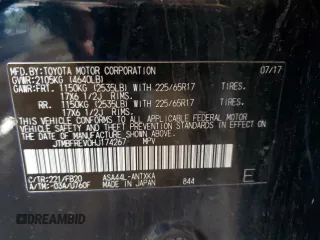 MFD.BY:TOYOTA MOTOR CORPORATION 07/17
GVWR:2105KG (4640LB)
GAWR:FRT. 1150KG (2535LB) WITH 225/65R17 TIRES.
17X6 1/2J RIMS.
RR. 1150KG (2535LB) WITH 225/65R17 TIRES.
17X6 1/2J RIMS.
THIS VEHICLE CONFORMS TO ALL APPLICABLE
FEDERAL MOTOR VEHICLE SAFETY AND
THEFT PREVENTION STANDARDS IN EFFECT ON
THE DATE OF MANUFACTURE SHOWN ABOVE.
JTMBFREV0HJ174267 MPV
C/TR:221/FB20 ASA44L-ANTXKA
A/TM:-03A/U760F MADE IN JAPAN 844 E